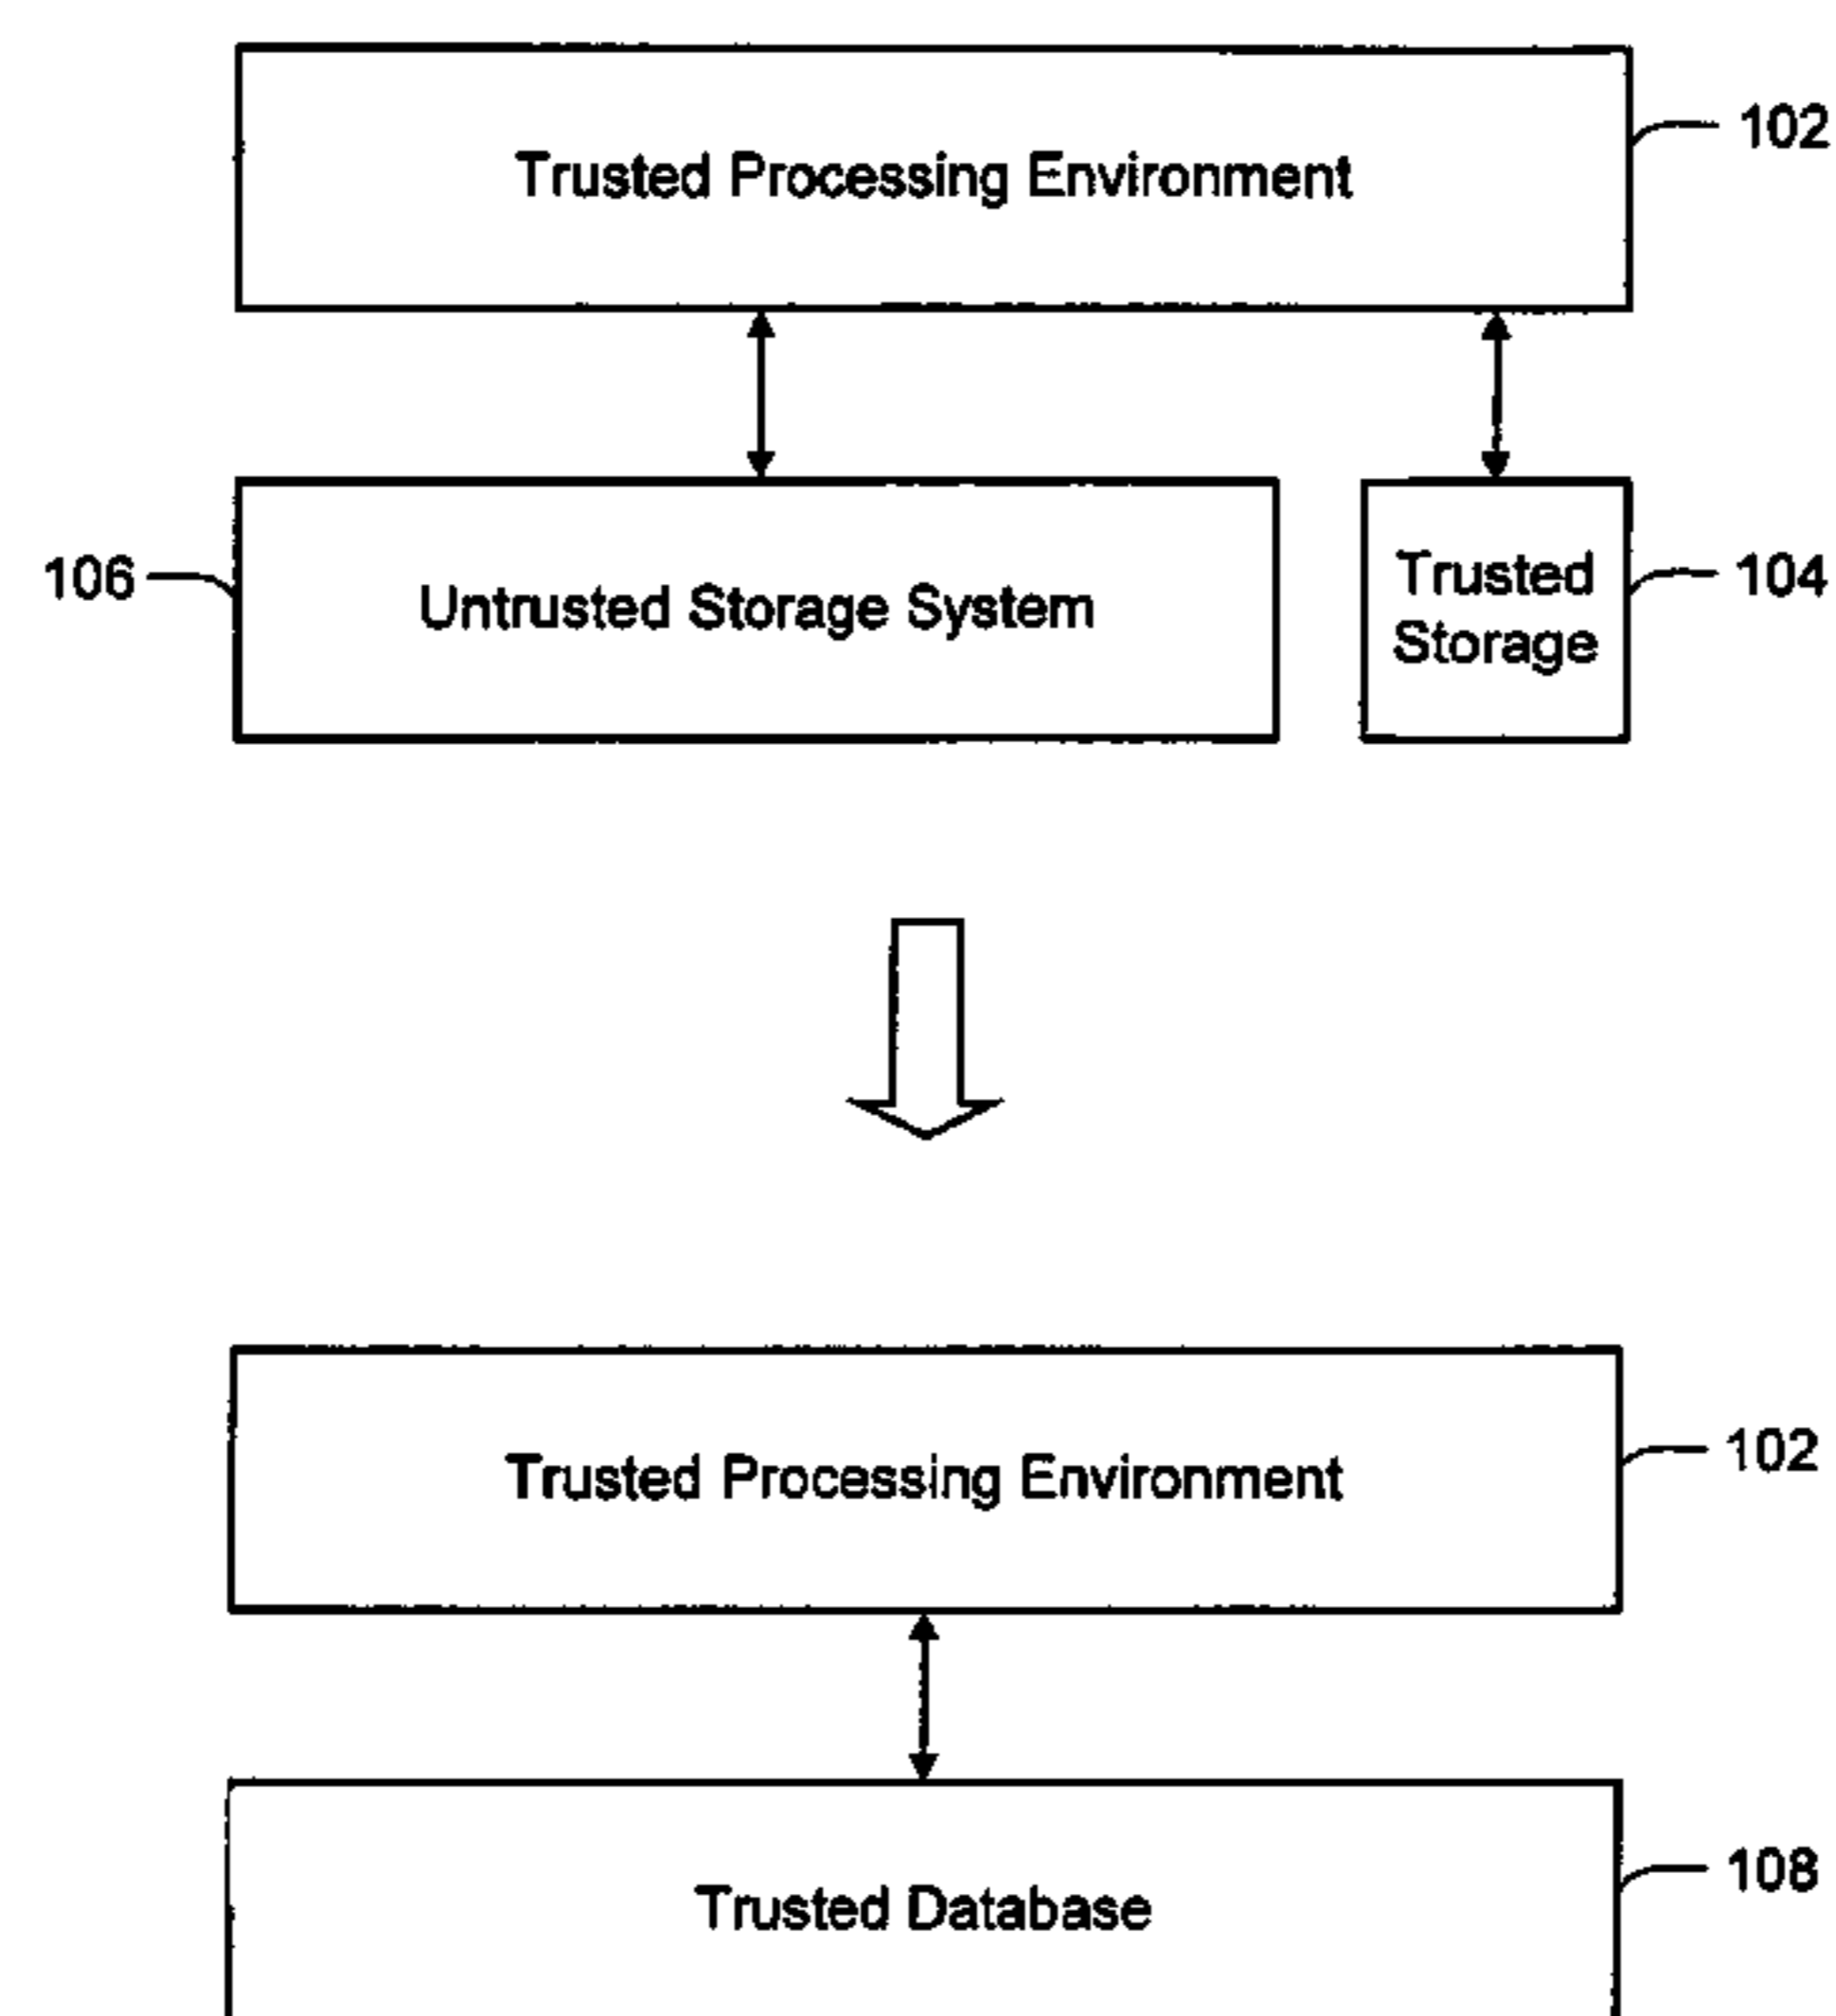 Trusted Processing Environment
102
106
Untrusted Storage System
Trusted
Storage
104
Trusted Processing Environment
102
Trusted Database
108